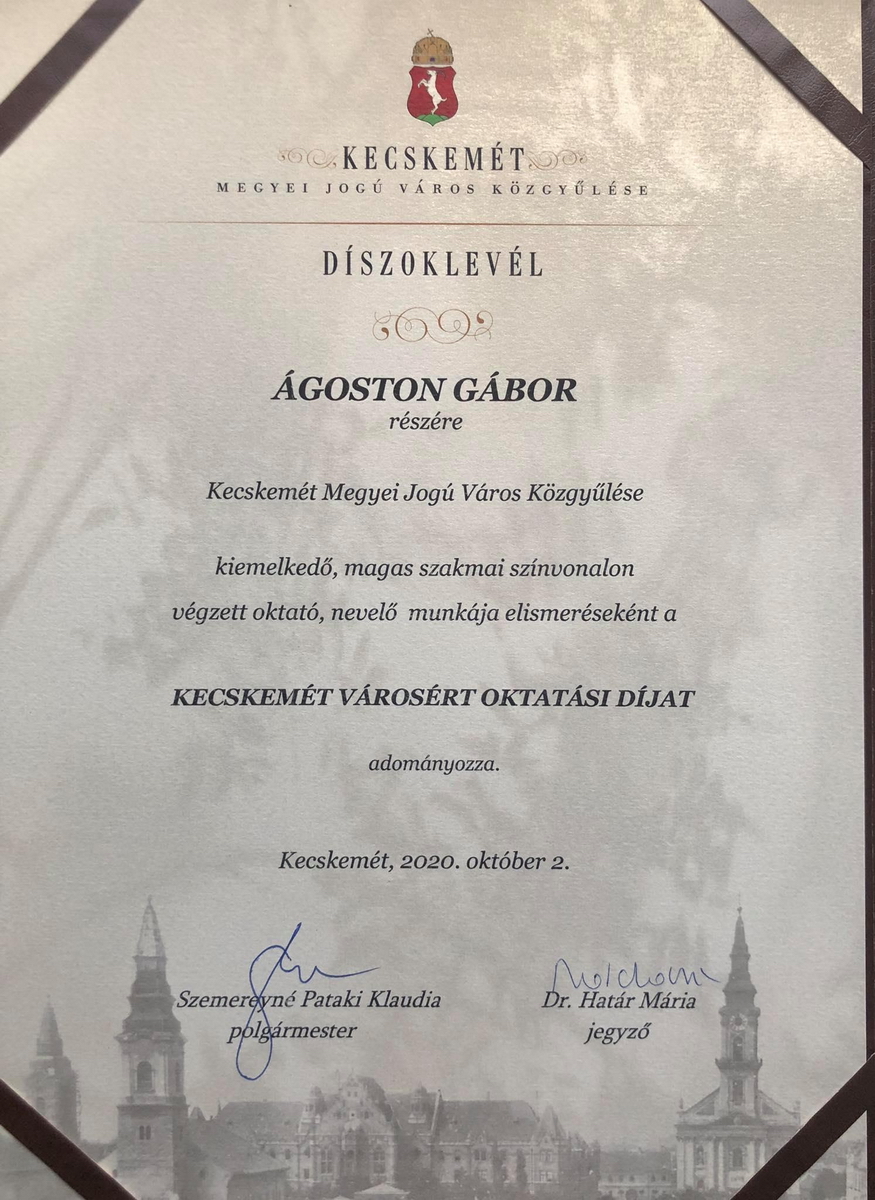 KECSKEMÉT
MEGYEI JOGÚ VÁROS KÖZGYŰLÉSE
DÍSZOKLEVÉL
ÁGOSTON GÁBOR
részére
Kecskemét Megyei Jogú Város Közgyűlése
kiemelkedő, magas szakmai színvonalon
végzett oktató, nevelő munkája elismeréseként a
KECSKEMÉT VÁROSÉRT OKTATÁSI DÍJAT
adományozza.
Kecskemét, 2020. október 2.
Szemereyné Pataki Klaudia
polgármester
Dr. Határ Mária
jegyző